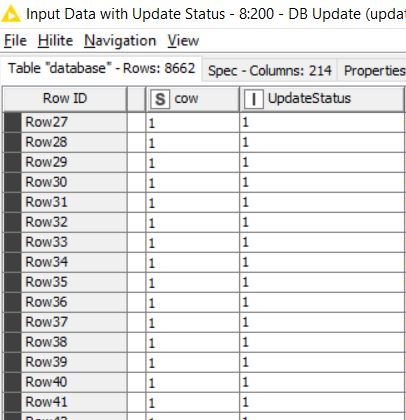 Input Data with Update Status - 8:200 - DB Update (updat
File Hilite Navigation View
Table "database" - Rows: 8662 Spec - Columns: 214 Properties
Row ID S cow I UpdateStatus
Row27 1 1
Row28 1 1
Row29 1 1
Row30 1 1
Row31 1 1
Row32 1 1
Row33 1 1
Row34 1 1
Row35 1 1
Row36 1 1
Row37 1 1
Row38 1 1
Row39 1 1
Row40 1 1
Row41 1 1